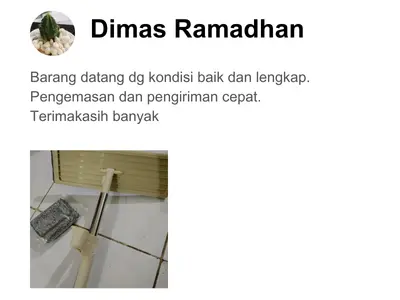 Dimas Ramadhan
Barang datang dg kondisi baik dan lengkap.
Pengemasan dan pengiriman cepat.
Terimakasih banyak